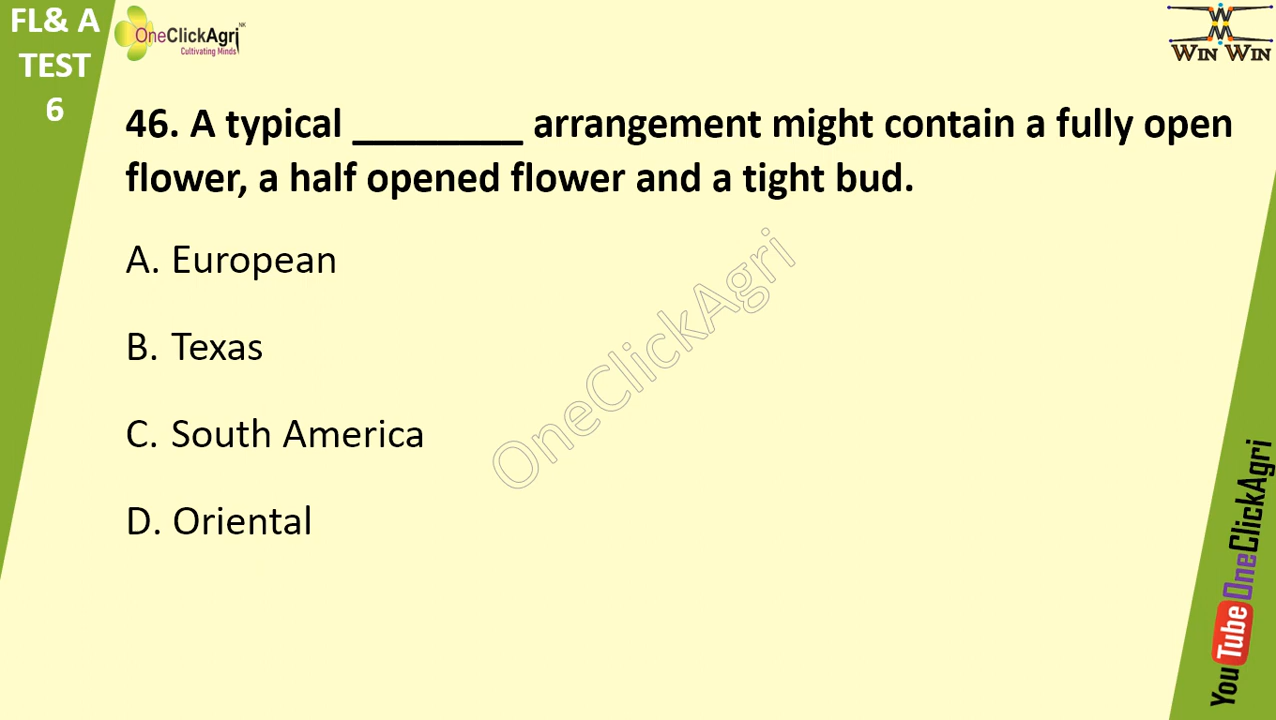 FL& A
TEST
6
OneClickAgri NK
Cultivating Minds
WIN WIN
46. A typical ________ arrangement might contain a fully open
flower, a half opened flower and a tight bud.
A. European
B. Texas
C. South America
D. Oriental
OneClickAgri
YouTube OneClickAgri